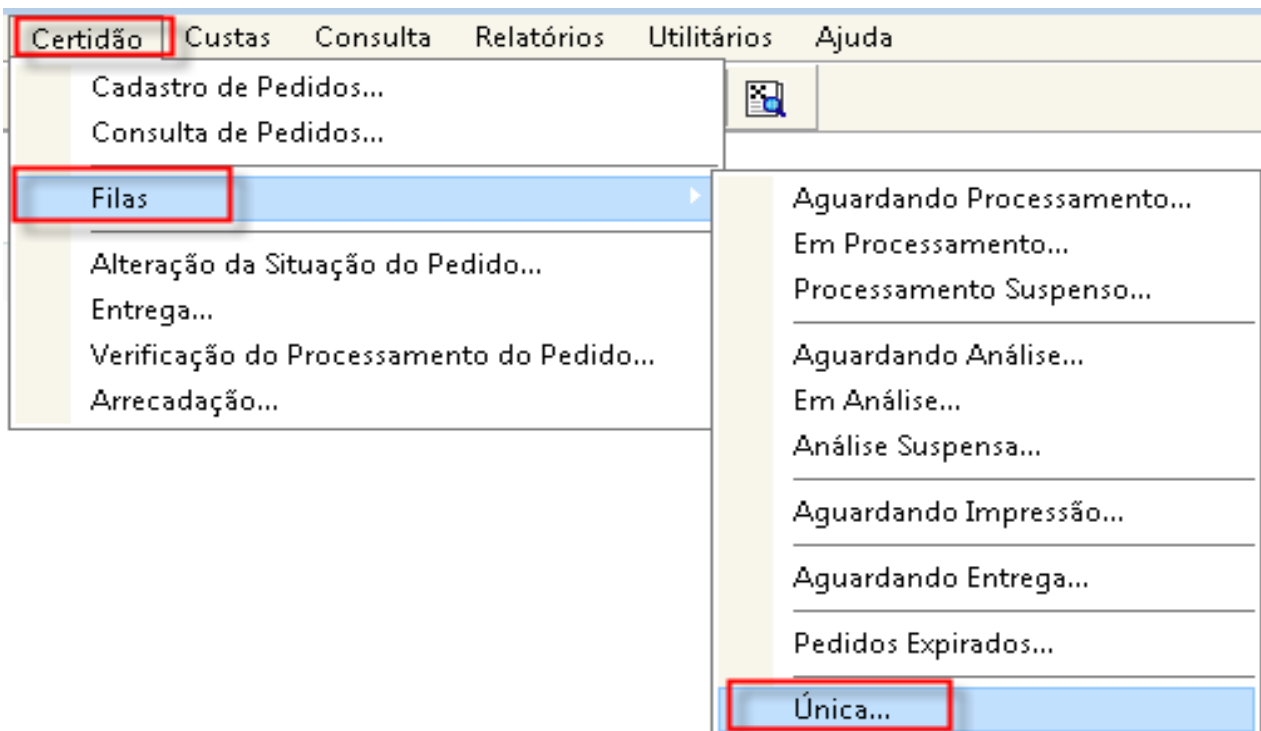 Certidão Custas Consulta Relatórios Utilitários Ajuda
Cadastro de Pedidos...
Consulta de Pedidos...
Filas
Alteração da Situação do Pedido...
Entrega...
Verificação do Processamento do Pedido...
Arrecadação...
Aguardando Processamento...
Em Processamento...
Processamento Suspenso...
Aguardando Análise...
Em Análise...
Análise Suspensa...
Aguardando Impressão...
Aguardando Entrega...
Pedidos Expirados...
Única...